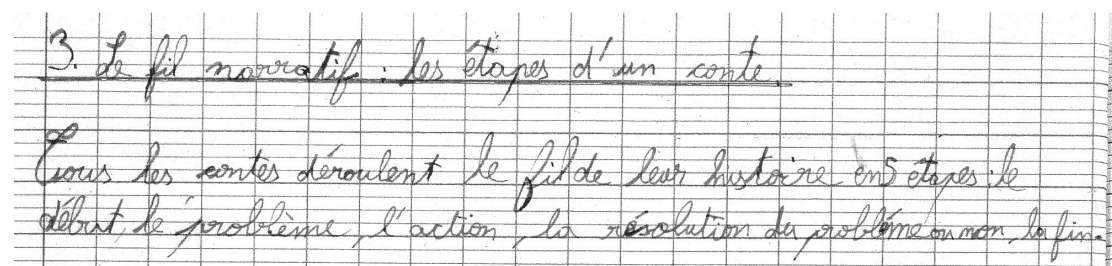 3. Le fil narratif : les étapes d'un conte
Tous les contes déroulent le fil de leur histoire en 5 étapes : le
début, le problème, l'action, la résolution du probléme ou non, la fin.